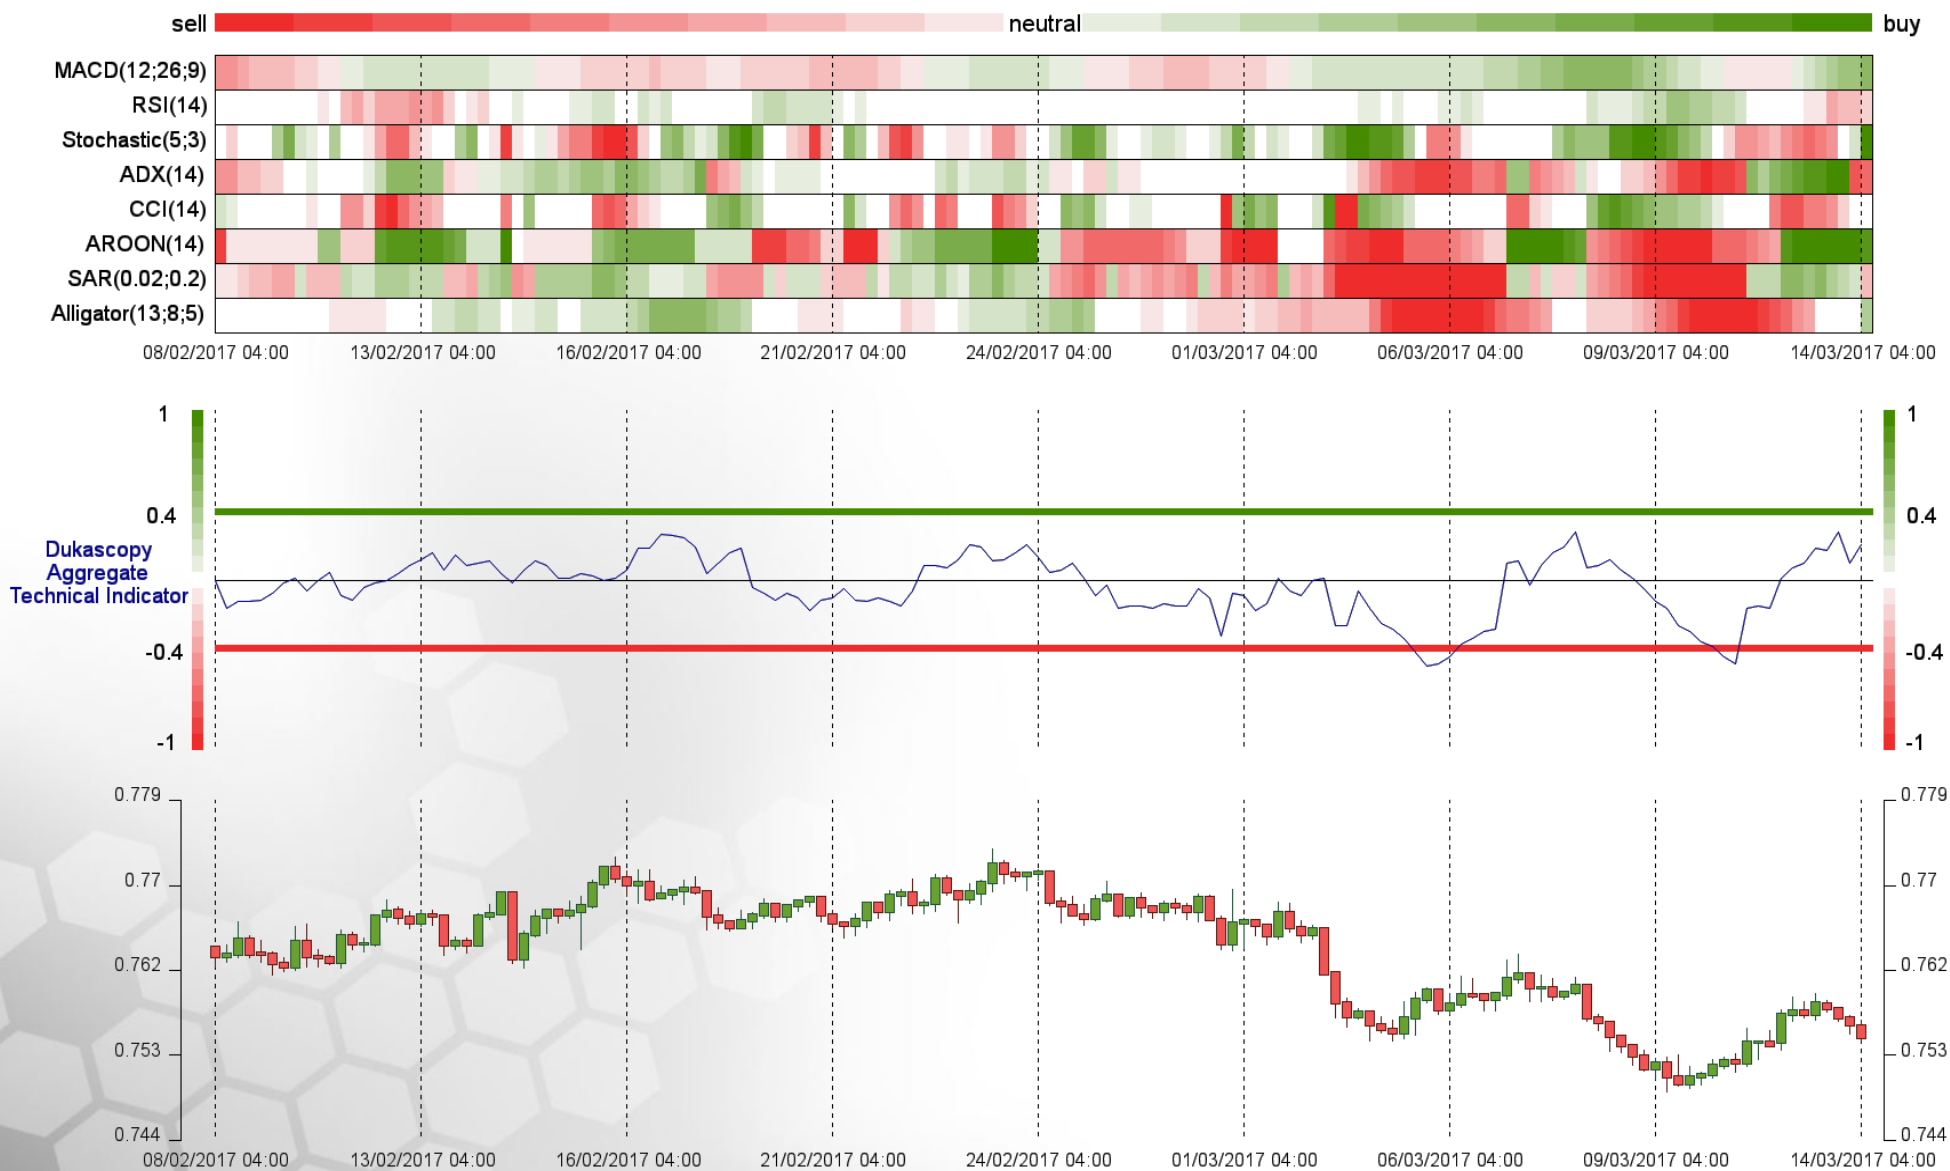 sell neutral buy
MACD(12;26;9)
RSI(14)
Stochastic(5;3)
ADX(14)
CCI(14)
AROON(14)
SAR(0.02;0.2)
Alligator(13;8;5)
08/02/2017 04:00 13/02/2017 04:00 16/02/2017 04:00 21/02/2017 04:00 24/02/2017 04:00 01/03/2017 04:00 06/03/2017 04:00 09/03/2017 04:00 14/03/2017 04:00
1 1
0.4 0.4
Dukascopy
Aggregate
Technical Indicator
-0.4 -0.4
-1 -1
0.779 0.779
0.77 0.77
0.762 0.762
0.753 0.753
0.744 0.744
08/02/2017 04:00 13/02/2017 04:00 16/02/2017 04:00 21/02/2017 04:00 24/02/2017 04:00 01/03/2017 04:00 06/03/2017 04:00 09/03/2017 04:00 14/03/2017 04:00